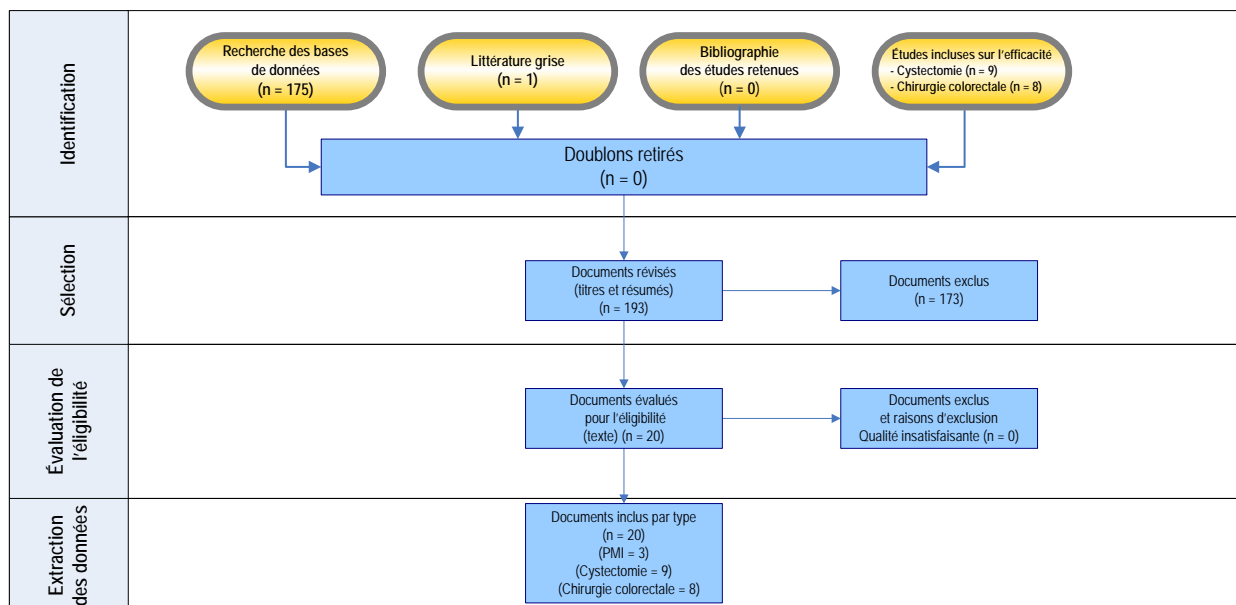 Identification
Recherche des bases
de données
(n = 175)
Littérature grise
(n = 1)
Bibliographie
des études retenues
(n = 0)
Études incluses sur l'efficacité
- Cystectomie (n = 9)
- Chirurgie colorectale (n = 8)
Doublons retirés
(n = 0)
Sélection
Documents révisés
(titres et résumés)
(n = 193)
Documents exclus
(n = 173)
Évaluation de
l'éligibilité
Documents évalués
pour l'éligibilité
(texte) (n = 20)
Documents exclus
et raisons d'exclusion
Qualité insatisfaisante (n = 0)
Extraction
des données
Documents inclus par type
(n = 20)
(PMI = 3)
(Cystectomie = 9)
(Chirurgie colorectale = 8)